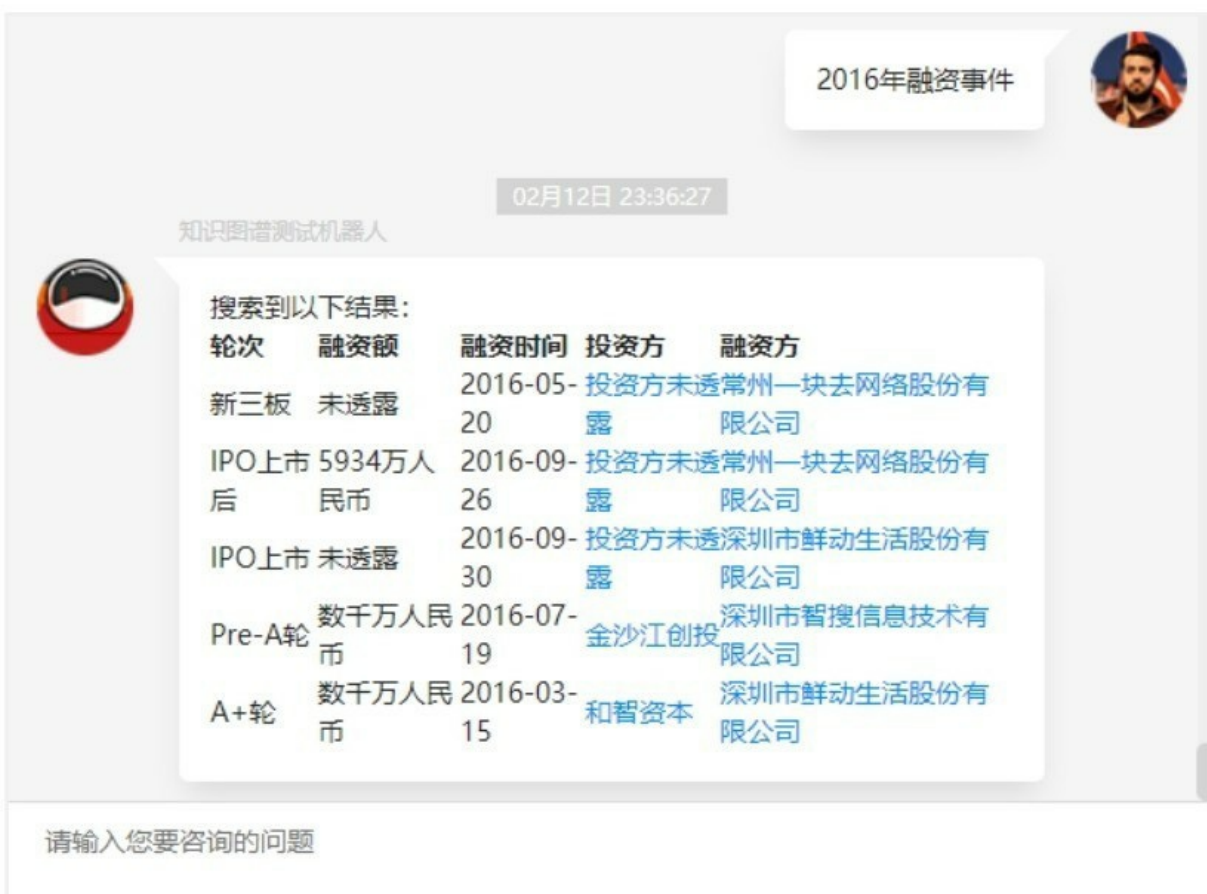 2016年融资事件
02月12日 23:36:27
知识图谱测试机器人
搜索到以下结果：
轮次 融资额 融资时间 投资方 融资方
新三板 未透露 2016-05-20 投资方未透露 常州一块去网络股份有限公司
IPO上市后 5934万人民币 2016-09-26 投资方未透露 常州一块去网络股份有限公司
IPO上市 未透露 2016-09-30 投资方未透露 深圳市鲜动生活股份有限公司
Pre-A轮 数千万人民币 2016-07-19 金沙江创投 深圳市智搜信息技术有限公司
A+轮 数千万人民币 2016-03-15 和智资本 深圳市鲜动生活股份有限公司
请输入您要咨询的问题